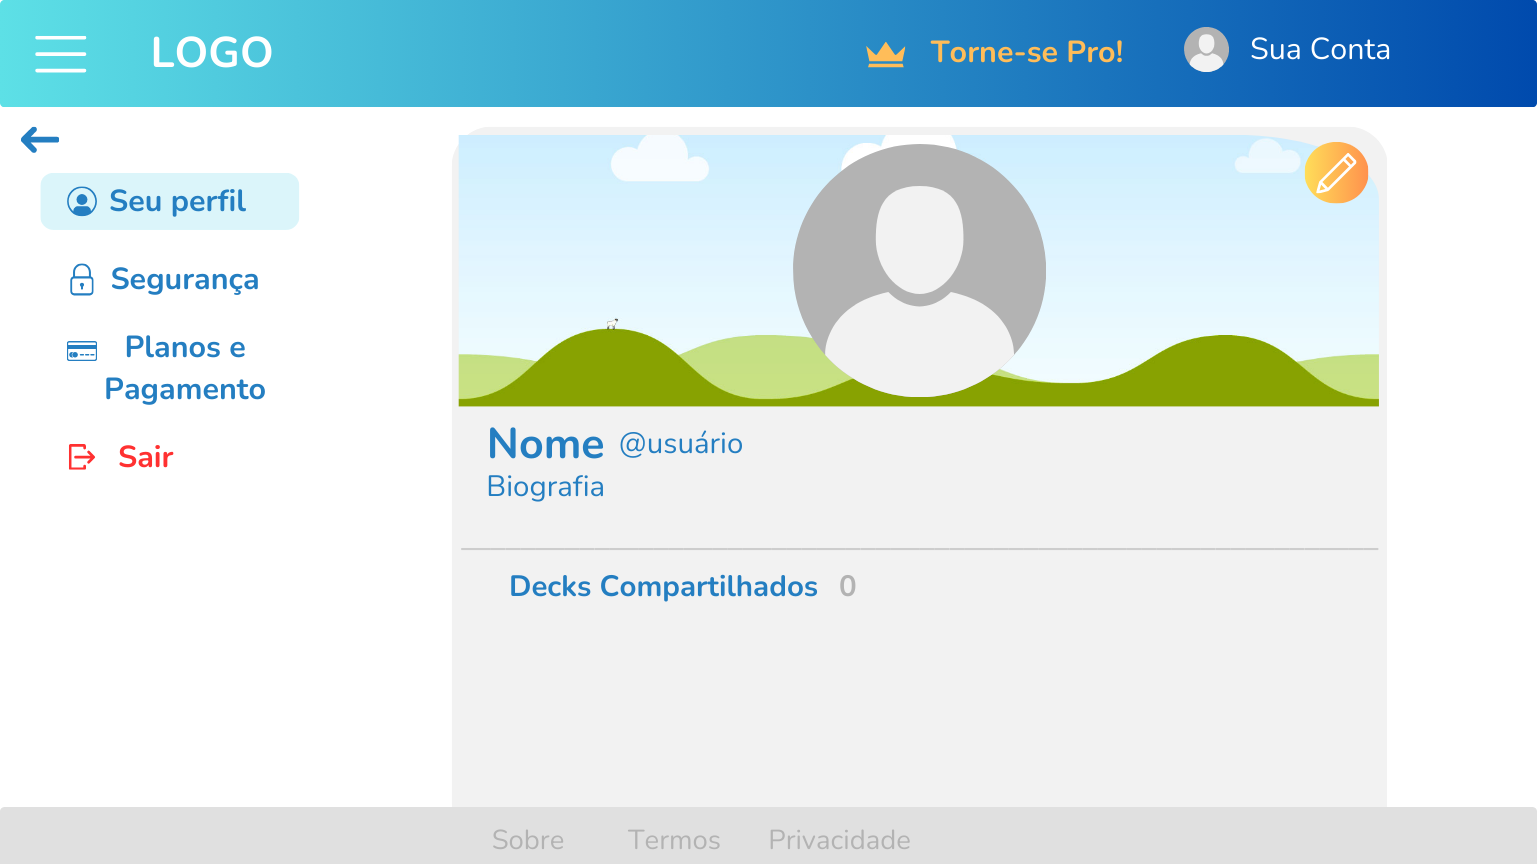 LOGO
Torne-se Pro!
Sua Conta
Seu perfil
Segurança
Planos e
Pagamento
Sair
Nome @usuário
Biografia
Decks Compartilhados 0
Sobre Termos Privacidade